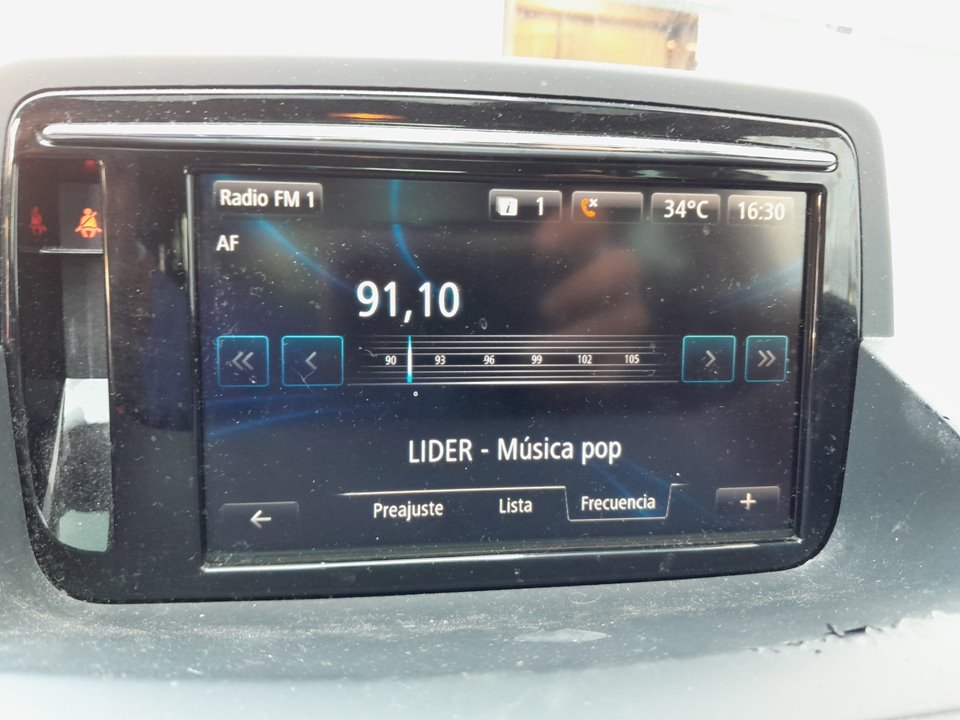 Radio FM 1
i 1
34°C
16:30
AF
91,10
90 93 96 99 102 105
LIDER - Música pop
Preajuste
Lista
Frecuencia